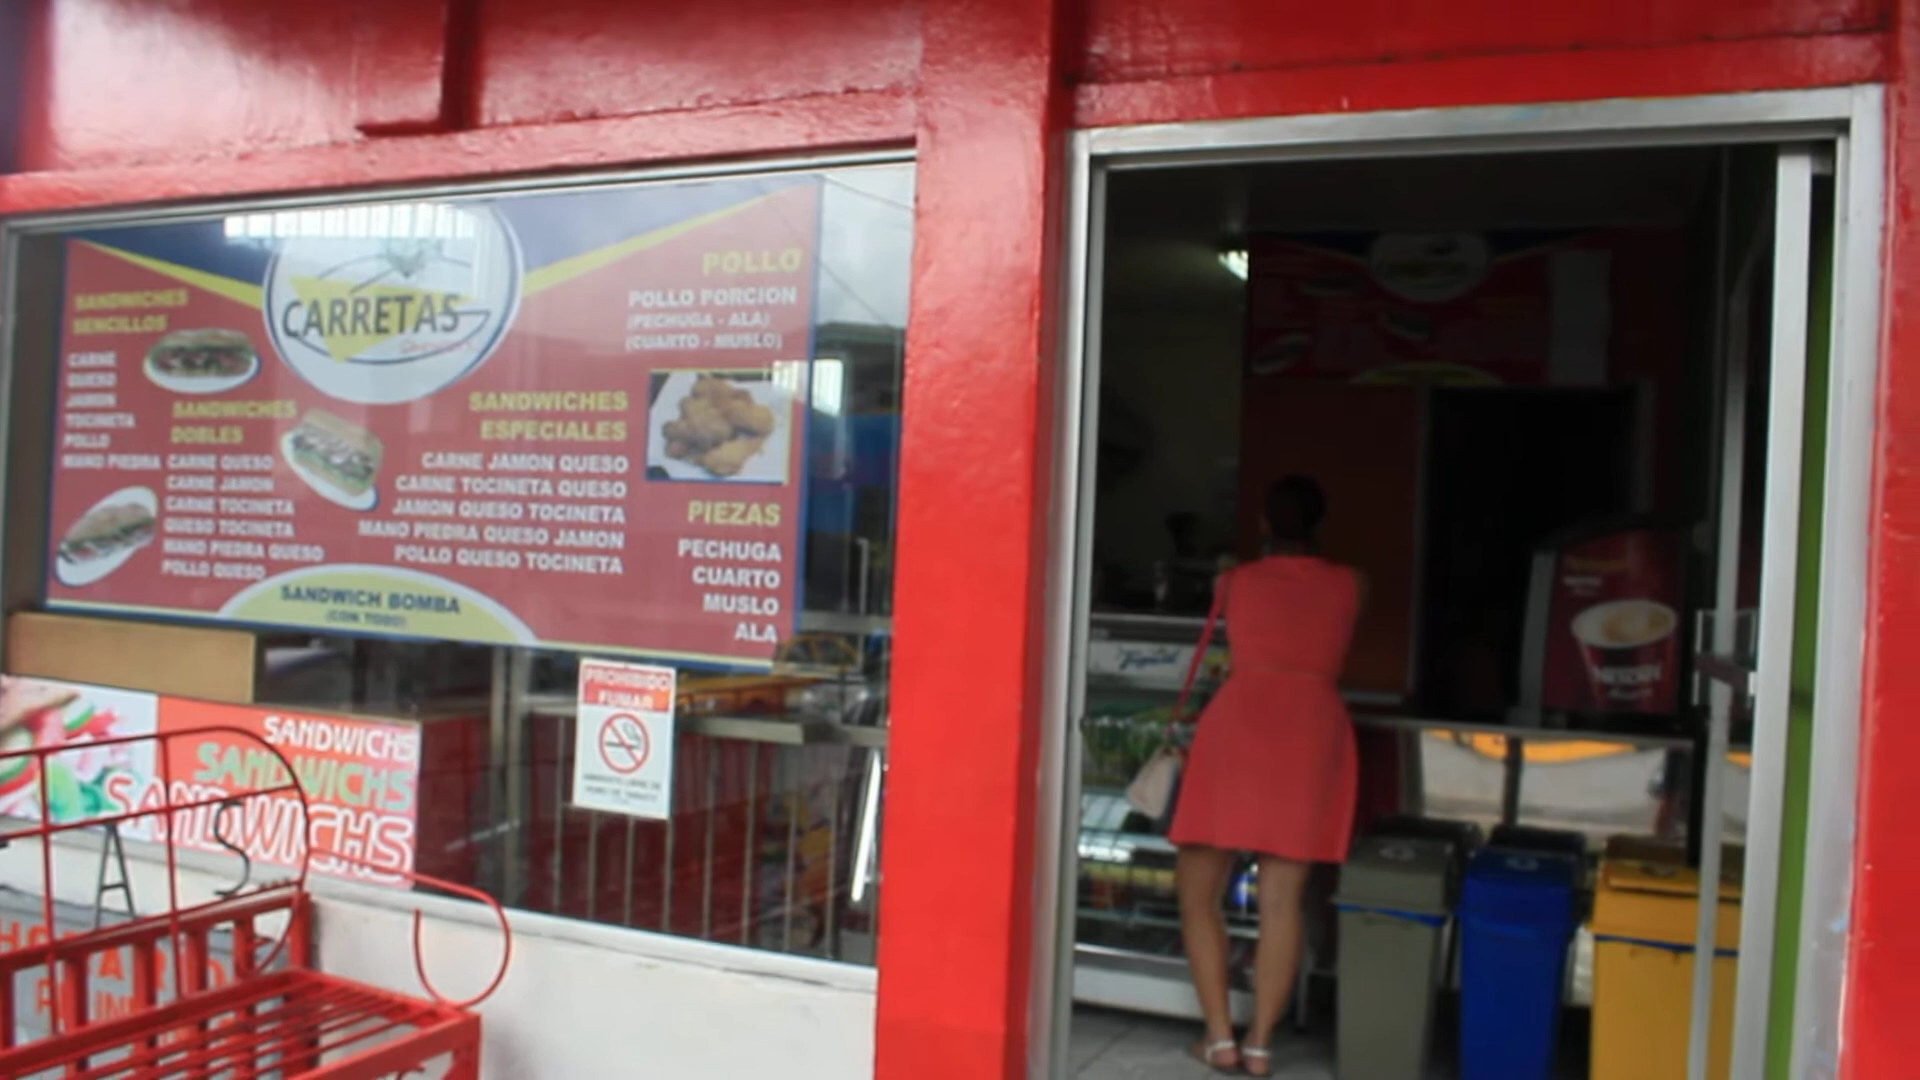 CARRETAS
SANDWICHES
SENCILLOS
CARNE
QUESO
JAMON
TOCINETA
POLLO
MANO PIEDRA
SANDWICHES
DOBLES
CARNE QUESO
CARNE JAMON
CARNE TOCINETA
QUESO TOCINETA
MANO PIEDRA QUESO
POLLO QUESO
SANDWICHES
ESPECIALES
CARNE JAMON QUESO
CARNE TOCINETA QUESO
JAMON QUESO TOCINETA
MANO PIEDRA QUESO JAMON
POLLO QUESO TOCINETA
SANDWICH BOMBA
(CON TODO)
POLLO
POLLO PORCION
(PECHUGA - ALA)
(CUARTO - MUSLO)
PIEZAS
PECHUGA
CUARTO
MUSLO
ALA
PROHIBIDO
FUMAR
SANDWICHS
SANDWICHS
SANDWICHS
NESCAFÉ